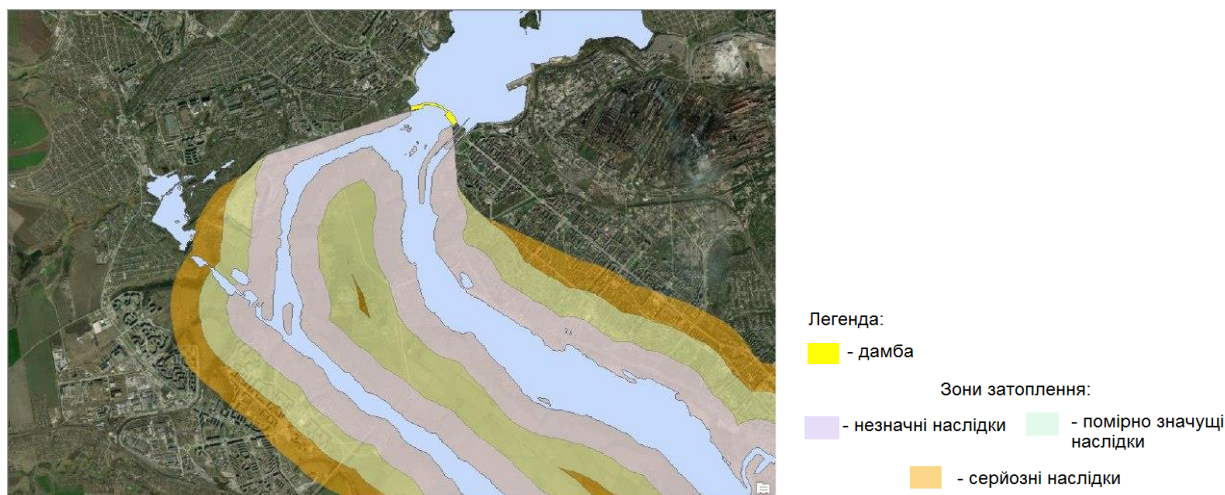 Легенда:
- дамба
Зони затоплення:
- незначні наслідки
- помірно значущі
наслідки
- серйозні наслідки